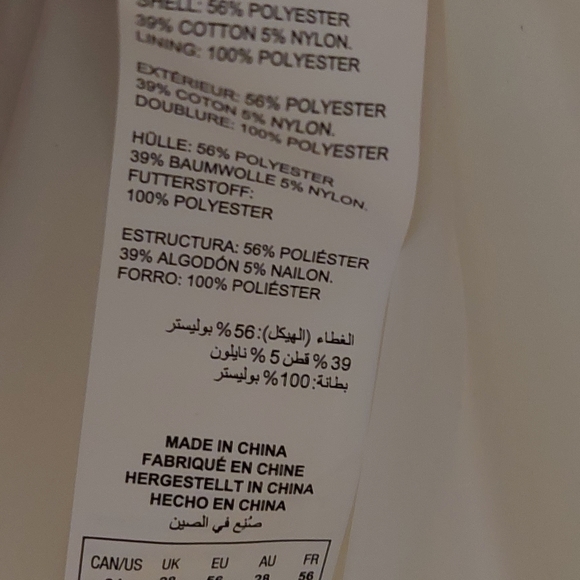 SHELL: 56% POLYESTER
39% COTTON 5% NYLON.
LINING: 100% POLYESTER
EXTÉRIEUR: 56% POLYESTER
39% COTON 5% NYLON.
DOUBLURE: 100% POLYESTER
HÜLLE: 56% POLYESTER
39% BAUMWOLLE 5% NYLON.
FUTTERSTOFF:
100% POLYESTER
ESTRUCTURA: 56% POLIÉSTER
39% ALGODÓN 5% NAILON.
FORRO: 100% POLIÉSTER
الغطاء (الهيكل): 56% بوليستر
39% قطن 5% نايلون
بطانة: 100% بوليستر
MADE IN CHINA
FABRIQUÉ EN CHINE
HERGESTELLT IN CHINA
HECHO EN CHINA
صُنِع في الصين
CAN/US UK EU AU FR
28 56